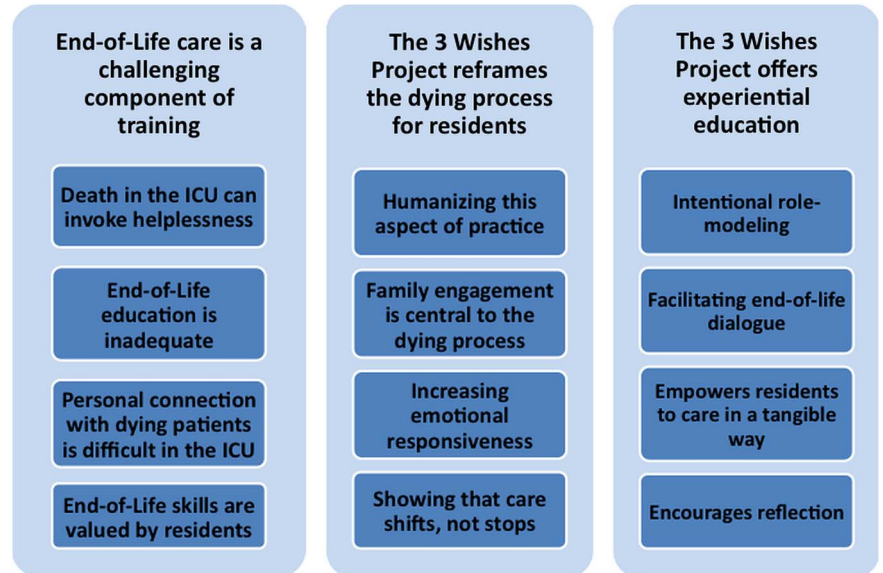 End-of-Life care is a
challenging
component of
training
Death in the ICU can
invoke helplessness
End-of-Life
education is
inadequate
Personal connection
with dying patients
is difficult in the ICU
End-of-Life skills are
valued by residents
The 3 Wishes
Project reframes
the dying process
for residents
Humanizing this
aspect of practice
Family engagement
is central to the
dying process
Increasing
emotional
responsiveness
Showing that care
shifts, not stops
The 3 Wishes
Project offers
experiential
education
Intentional role-
modeling
Facilitating end-of-life
dialogue
Empowers residents
to care in a tangible
way
Encourages reflection